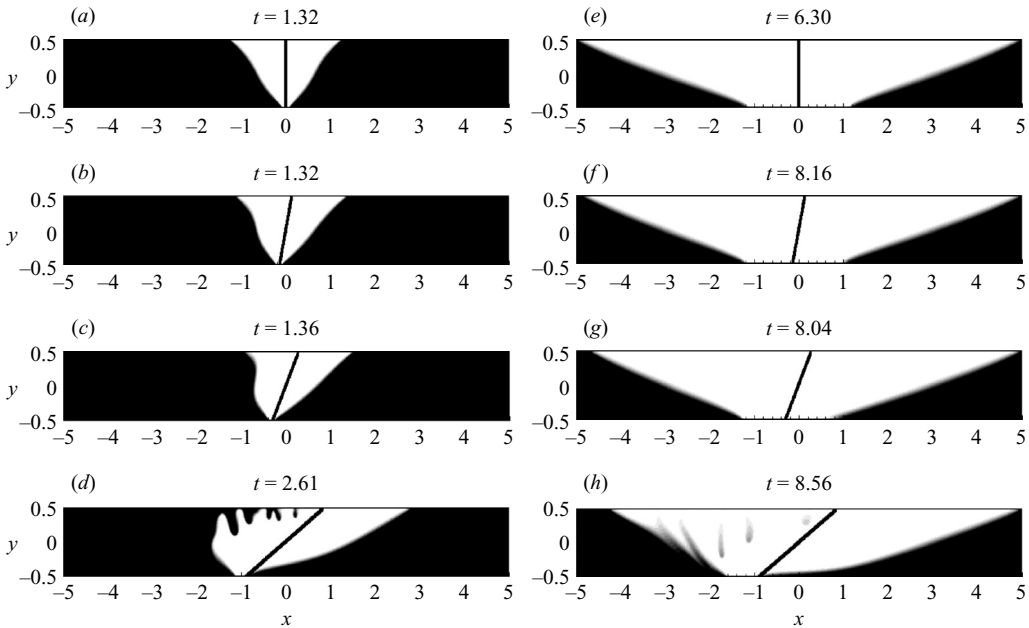 (a) t = 1.32
0.5
y 0
–0.5
–5 –4 –3 –2 –1 0 1 2 3 4 5
(b) t = 1.32
0.5
y 0
–0.5
–5 –4 –3 –2 –1 0 1 2 3 4 5
(c) t = 1.36
0.5
y 0
–0.5
–5 –4 –3 –2 –1 0 1 2 3 4 5
(d) t = 2.61
0.5
y 0
–0.5
–5 –4 –3 –2 –1 0 1 2 3 4 5
x
(e) t = 6.30
0.5
0
–0.5
–5 –4 –3 –2 –1 0 1 2 3 4 5
(f) t = 8.16
0.5
0
–0.5
–5 –4 –3 –2 –1 0 1 2 3 4 5
(g) t = 8.04
0.5
0
–0.5
–5 –4 –3 –2 –1 0 1 2 3 4 5
(h) t = 8.56
0.5
0
–0.5
–5 –4 –3 –2 –1 0 1 2 3 4 5
x